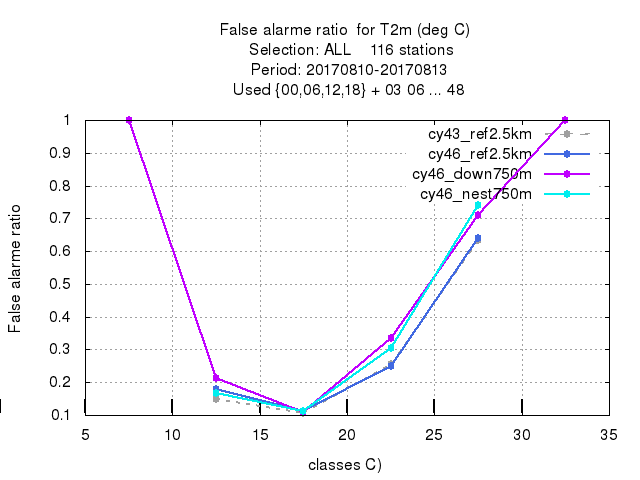 False alarme ratio  for T2m (deg C)
Selection: ALL    116 stations
Period: 20170810-20170813
Used {00,06,12,18} + 03 06 ... 48
1
0.9
0.8
0.7
0.6
0.5
0.4
0.3
0.2
0.1
False alarme ratio
cy43_ref2.5km
cy46_ref2.5km
cy46_down750m
cy46_nest750m
5 10 15 20 25 30 35
classes C)